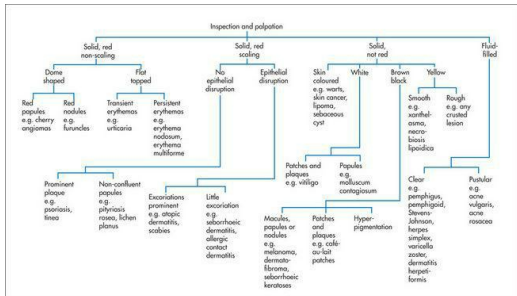 Inspection and palpation
Solid, red
non-scaling
Solid, red
scaling
Solid,
not red
Fluid-
filled
Dome
shaped
Flat
topped
No
epithelial
disruption
Epithelial
disruption
Skin
coloured
e.g. warts,
skin cancer,
lipoma,
sebaceous
cyst
White
Brown
black
Yellow
Red
papules
e.g. cherry
angiomas
Red
nodules
e.g.
furuncles
Transient
erythemas
e.g.
urticaria
Persistent
erythemas
e.g.
erythema
nodosum,
erythema
multiforme
Smooth
e.g.
xanthel-
asma,
necro-
biosis
lipoidica
Rough
e.g. any
crusted
lesion
Patches and
plaques
e.g. vitiligo
Papules
e.g.
molluscum
contagiosum
Prominent
plaque
e.g.
psoriasis,
tinea
Non-confluent
papules
e.g.
pityriasis
rosea, lichen
planus
Excoriations
prominent
e.g. atopic
dermatitis,
scabies
Little
excoriation
e.g.
seborrhoeic
dermatitis,
allergic
contact
dermatitis
Macules,
papules or
nodules
e.g.
melanoma,
dermato-
fibroma,
seborrhoeic
keratoses
Patches
and
plaques
e.g. café-
au-lait
patches
Hyper-
pigmentation
Clear
e.g.
pemphigus,
pemphigoid,
Stevens-
Johnson,
herpes
simplex,
varicella
zoster,
dermatitis
herpeti-
formis
Pustular
e.g.
acne
vulgaris,
acne
rosacea